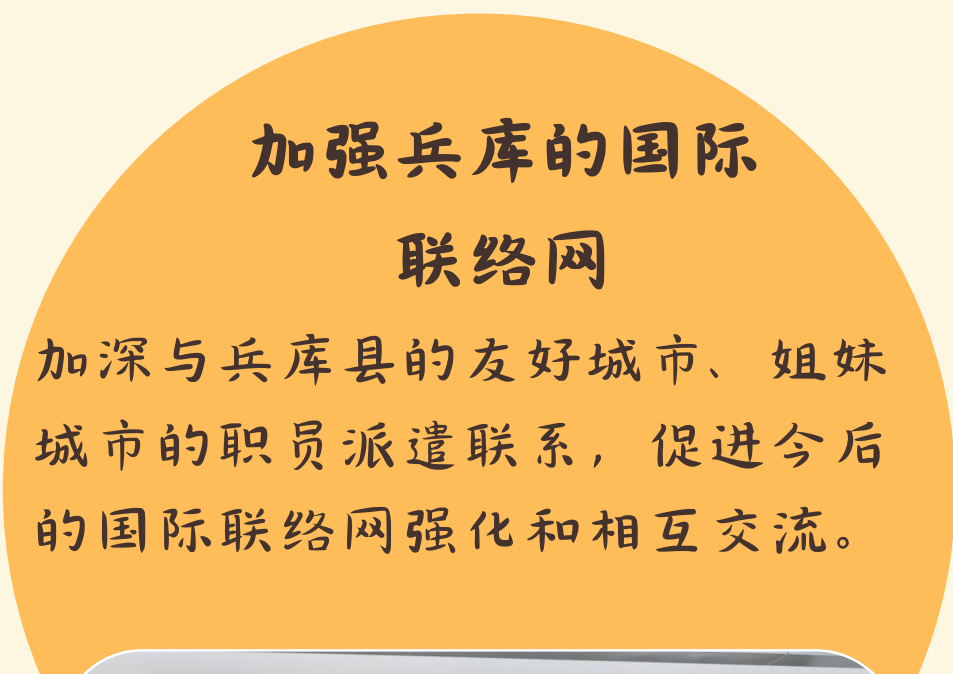 加强兵库的国际
联络网
加深与兵库县的友好城市、姐妹
城市的职员派遣联系，促进今后
的国际联络网强化和相互交流。